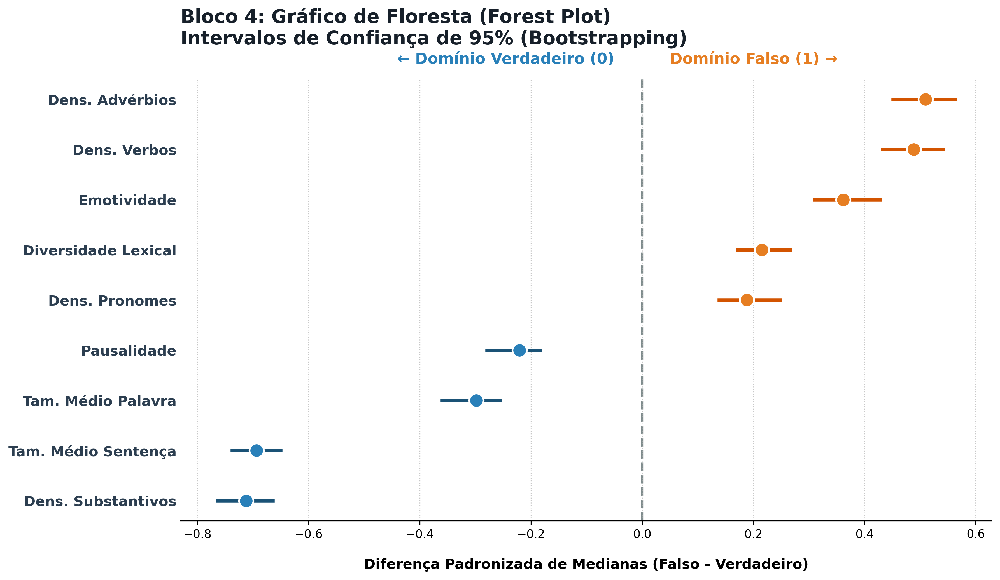 Bloco 4: Gráfico de Floresta (Forest Plot)
Intervalos de Confiança de 95% (Bootstrapping)
← Domínio Verdadeiro (0)
Domínio Falso (1) →
Dens. Advérbios
Dens. Verbos
Emotividade
Diversidade Lexical
Dens. Pronomes
Pausalidade
Tam. Médio Palavra
Tam. Médio Sentença
Dens. Substantivos
−0.8
−0.6
−0.4
−0.2
0.0
0.2
0.4
0.6
Diferença Padronizada de Medianas (Falso - Verdadeiro)